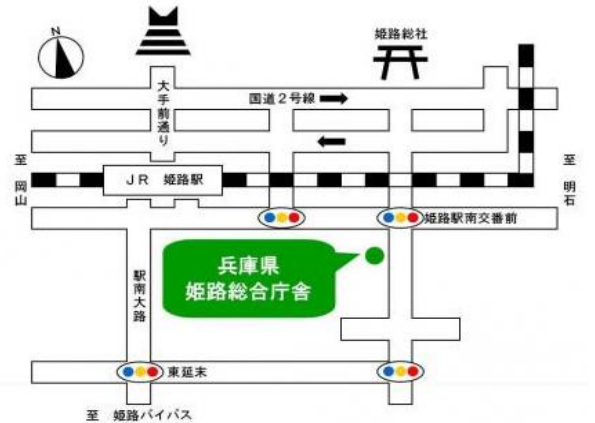 N
姫路総社
国道2号線
大手前通り
至 岡山
JR 姫路駅
至 明石
姫路駅南交番前
兵庫県
姫路総合庁舎
駅南大路
東延末
至 姫路バイパス